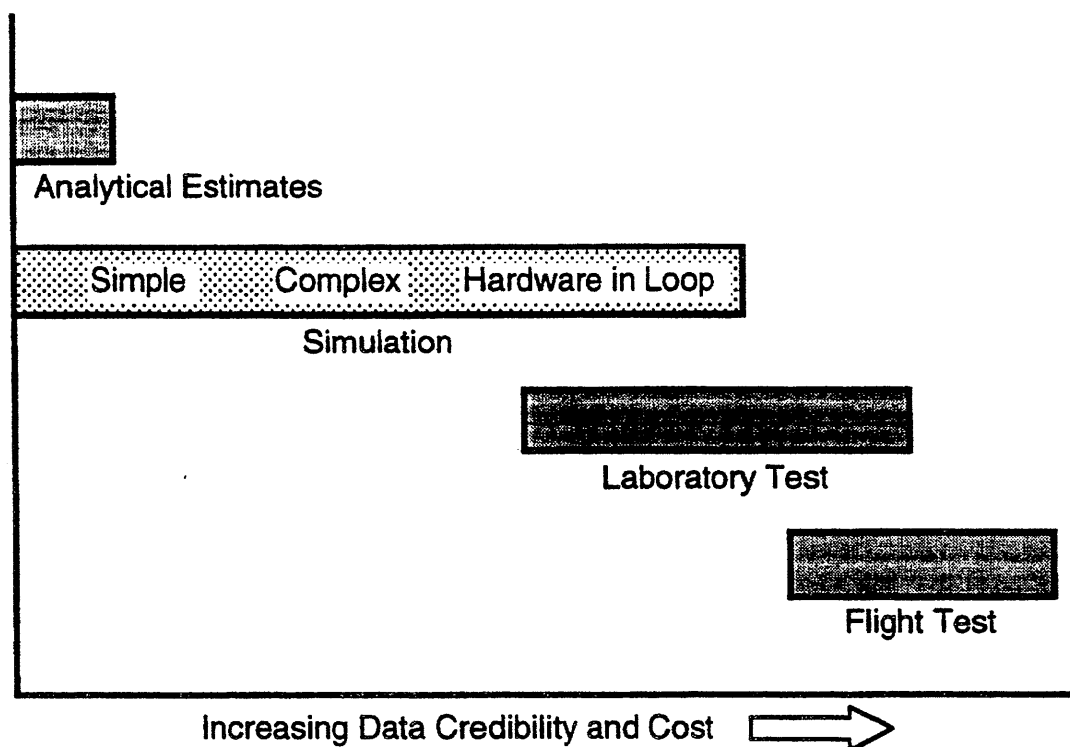 Analytical Estimates
Simple Complex Hardware in Loop
Simulation
Laboratory Test
Flight Test
Increasing Data Credibility and Cost